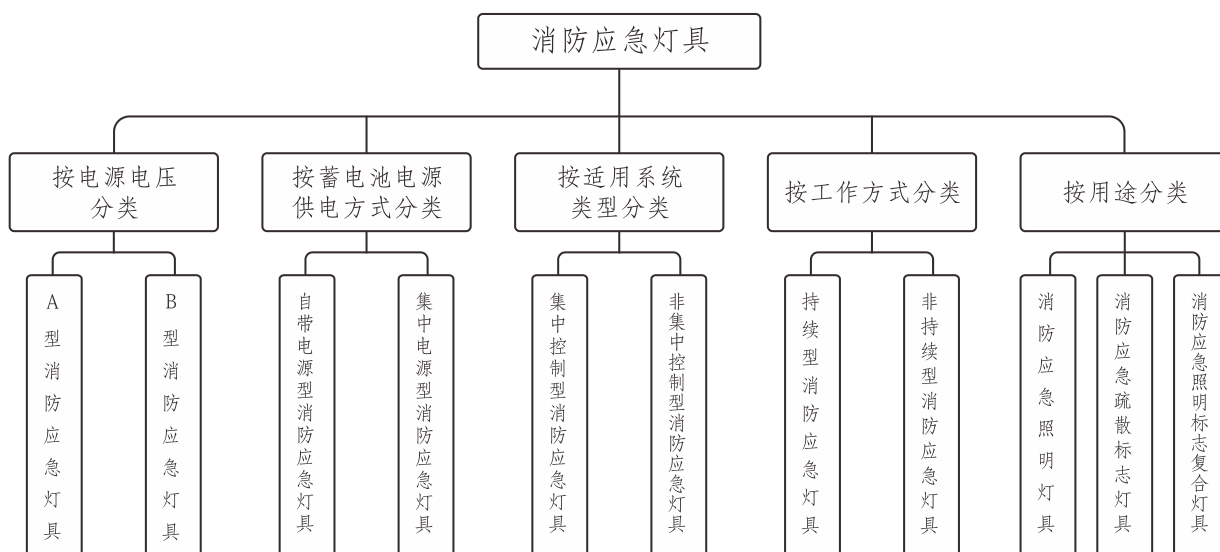 消防应急灯具
按电源电压
分类
按蓄电池电源
供电方式分类
按适用系统
类型分类
按工作方式分类
按用途分类
A型消防应急灯具
B型消防应急灯具
自带电源型消防应急灯具
集中电源型消防应急灯具
集中控制型消防应急灯具
非集中控制型消防应急灯具
持续型消防应急灯具
非持续型消防应急灯具
消防应急照明灯具
消防应急疏散标志灯具
消防应急照明标志复合灯具